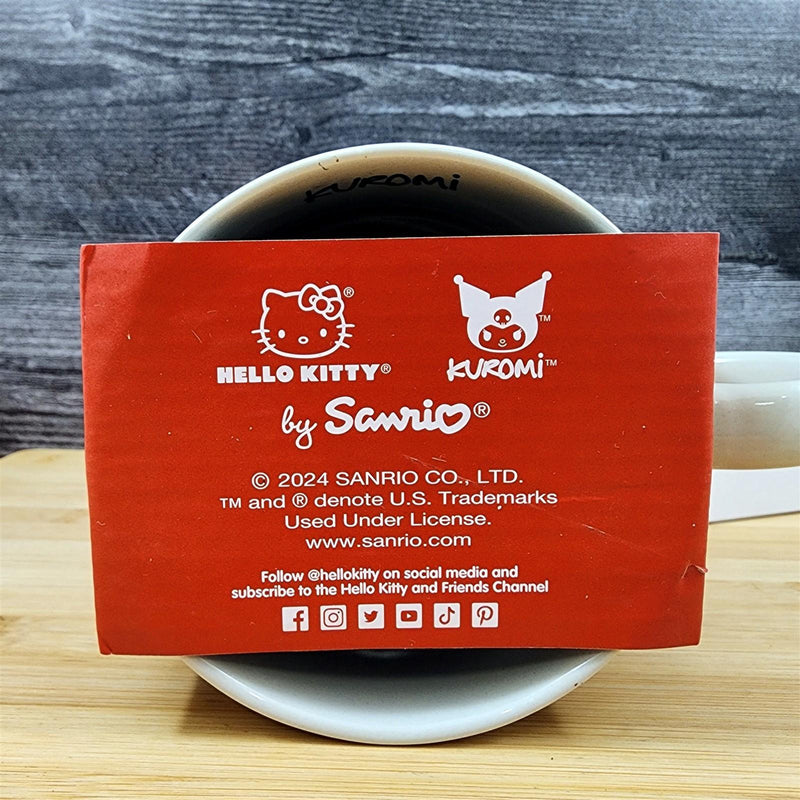 KUROMi
®
HELLO KITTY®
TM
KUROMi™
by Sanrio®
© 2024 SANRIO CO., LTD.
TM and ® denote U.S. Trademarks
Used Under License.
www.sanrio.com
Follow @hellokitty on social media and
subscribe to the Hello Kitty and Friends Channel